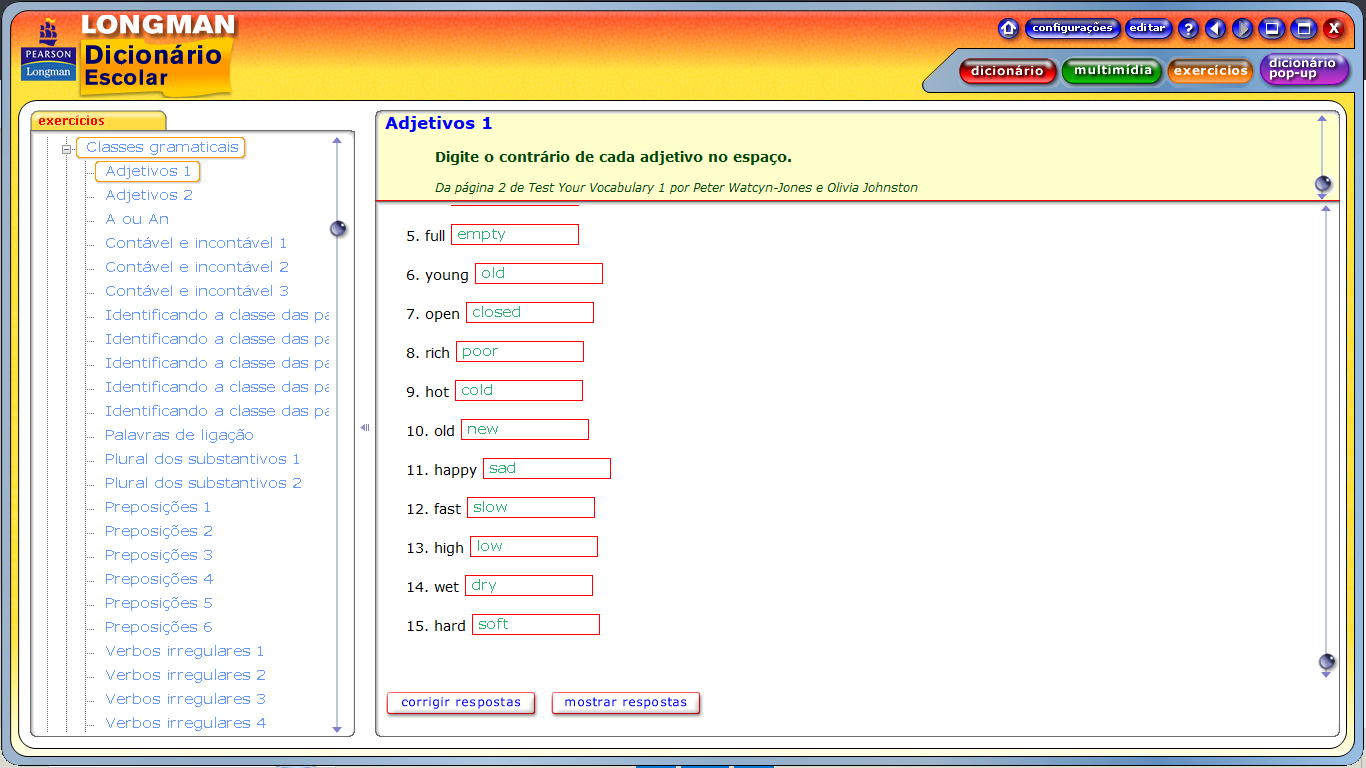 LONGMAN
PEARSON
Longman
Dicionário
Escolar
configurações
editar
?
X
dicionário
multimídia
exercícios
dicionário
pop-up
exercícios
Classes gramaticais
Adjetivos 1
Adjetivos 2
A ou An
Contável e incontável 1
Contável e incontável 2
Contável e incontável 3
Identificando a classe das pa
Identificando a classe das pa
Identificando a classe das pa
Identificando a classe das pa
Identificando a classe das pa
Palavras de ligação
Plural dos substantivos 1
Plural dos substantivos 2
Preposições 1
Preposições 2
Preposições 3
Preposições 4
Preposições 5
Preposições 6
Verbos irregulares 1
Verbos irregulares 2
Verbos irregulares 3
Verbos irregulares 4
Adjetivos 1
Digite o contrário de cada adjetivo no espaço.
Da página 2 de Test Your Vocabulary 1 por Peter Watcyn-Jones e Olivia Johnston
5. full empty
6. young old
7. open closed
8. rich poor
9. hot cold
10. old new
11. happy sad
12. fast slow
13. high low
14. wet dry
15. hard soft
corrigir respostas
mostrar respostas